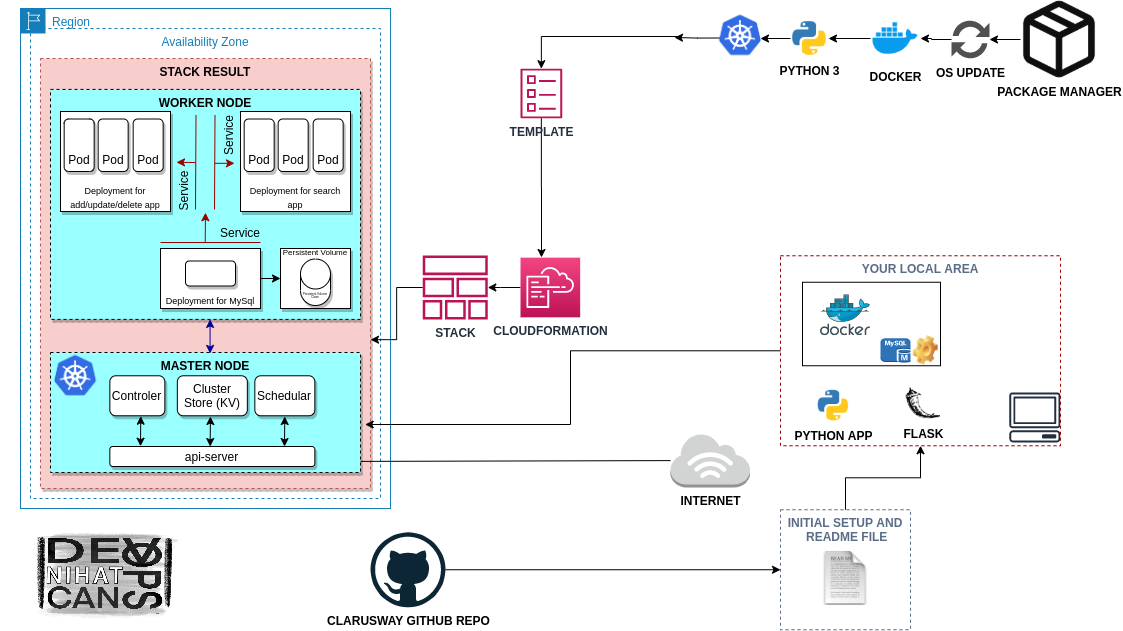 Region
Availability Zone
STACK RESULT
WORKER NODE
Pod
Pod
Pod
Deployment for
add/update/delete app
Service
Service
Pod
Pod
Pod
Deployment for search
app
Service
Deployment for MySql
Persistent Volume
MASTER NODE
Controler
Cluster
Store (KV)
Schedular
api-server
PYTHON 3
DOCKER
OS UPDATE
PACKAGE MANAGER
TEMPLATE
STACK
CLOUDFORMATION
YOUR LOCAL AREA
docker
MySQL
M
PYTHON APP
FLASK
INTERNET
INITIAL SETUP AND
README FILE
READ ME
CLARUSWAY GITHUB REPO
DEV
OPS
NIHAT
CANS